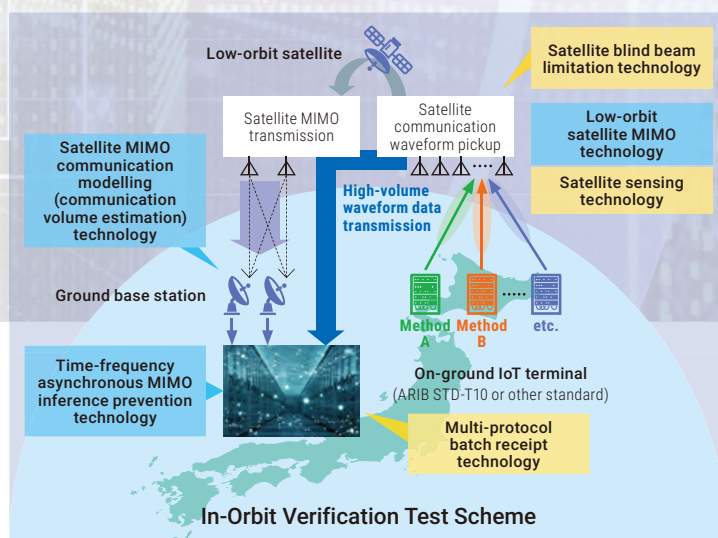 Low-orbit satellite
Satellite blind beam
limitation technology
Satellite MIMO
transmission
Satellite
communication
waveform pickup
Low-orbit
satellite MIMO
technology
Satellite MIMO
communication
modelling
(communication
volume estimation)
technology
Satellite sensing
technology
High-volume
waveform data
transmission
Ground base station
Method
A
Method
B
etc.
Time-frequency
asynchronous MIMO
inference prevention
technology
On-ground IoT terminal
(ARIB STD-T10 or other standard)
Multi-protocol
batch receipt
technology
In-Orbit Verification Test Scheme